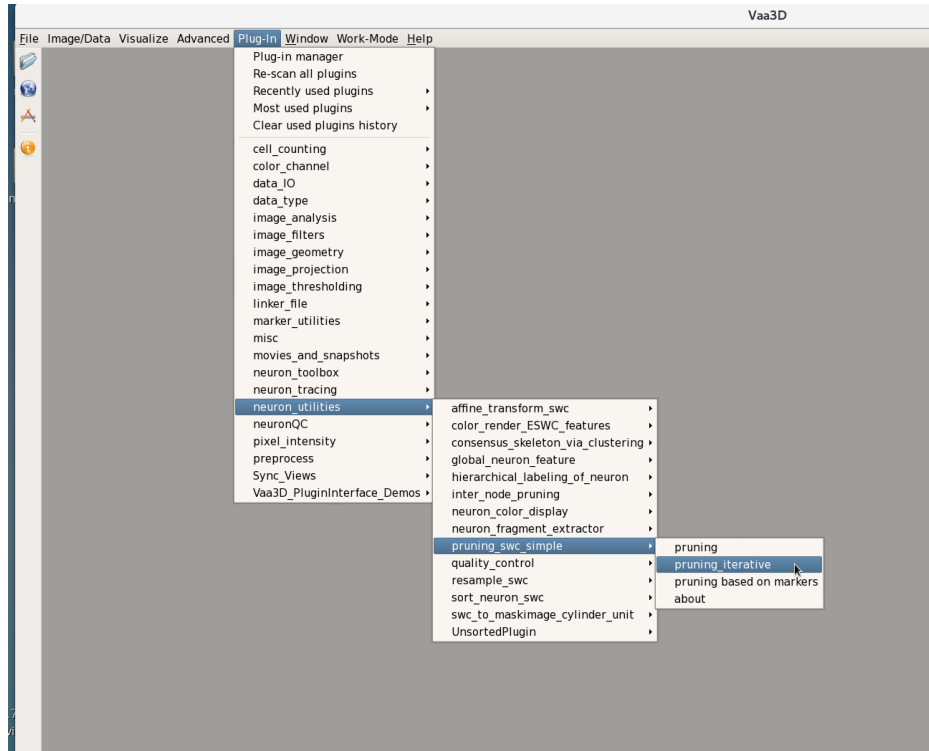 Vaa3D
File Image/Data Visualize Advanced Plug-In Window Work-Mode Help
Plug-in manager
Re-scan all plugins
Recently used plugins
Most used plugins
Clear used plugins history
cell_counting
color_channel
data_IO
data_type
image_analysis
image_filters
image_geometry
image_projection
image_thresholding
linker_file
marker_utilities
misc
movies_and_snapshots
neuron_toolbox
neuron_tracing
neuron_utilities
neuronQC
pixel_intensity
preprocess
Sync_Views
Vaa3D_PluginInterface_Demos
affine_transform_swc
color_render_ESWC_features
consensus_skeleton_via_clustering
global_neuron_feature
hierarchical_labeling_of_neuron
inter_node_pruning
neuron_color_display
neuron_fragment_extractor
pruning_swc_simple
quality_control
resample_swc
sort_neuron_swc
swc_to_maskimage_cylinder_unit
UnsortedPlugin
pruning
pruning_iterative
pruning based on markers
about